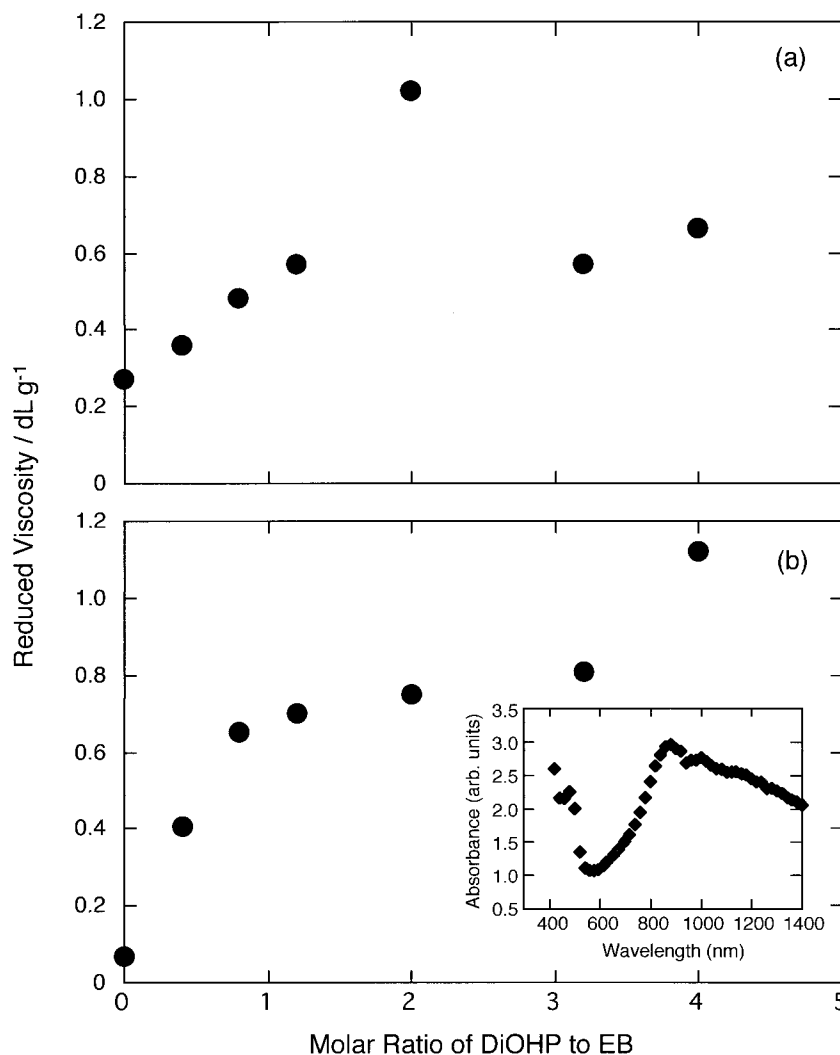 1.2
(a)
1.0
0.8
0.6
0.4
0.2
0
Reduced Viscosity / dL g⁻¹
1.2
(b)
1.0
0.8
0.6
0.4
0.2
0
3.5
3.0
2.5
2.0
1.5
1.0
0.5
Absorbance (arb. units)
400 600 800 1000 1200 1400
Wavelength (nm)
0 1 2 3 4 5
Molar Ratio of DiOHP to EB